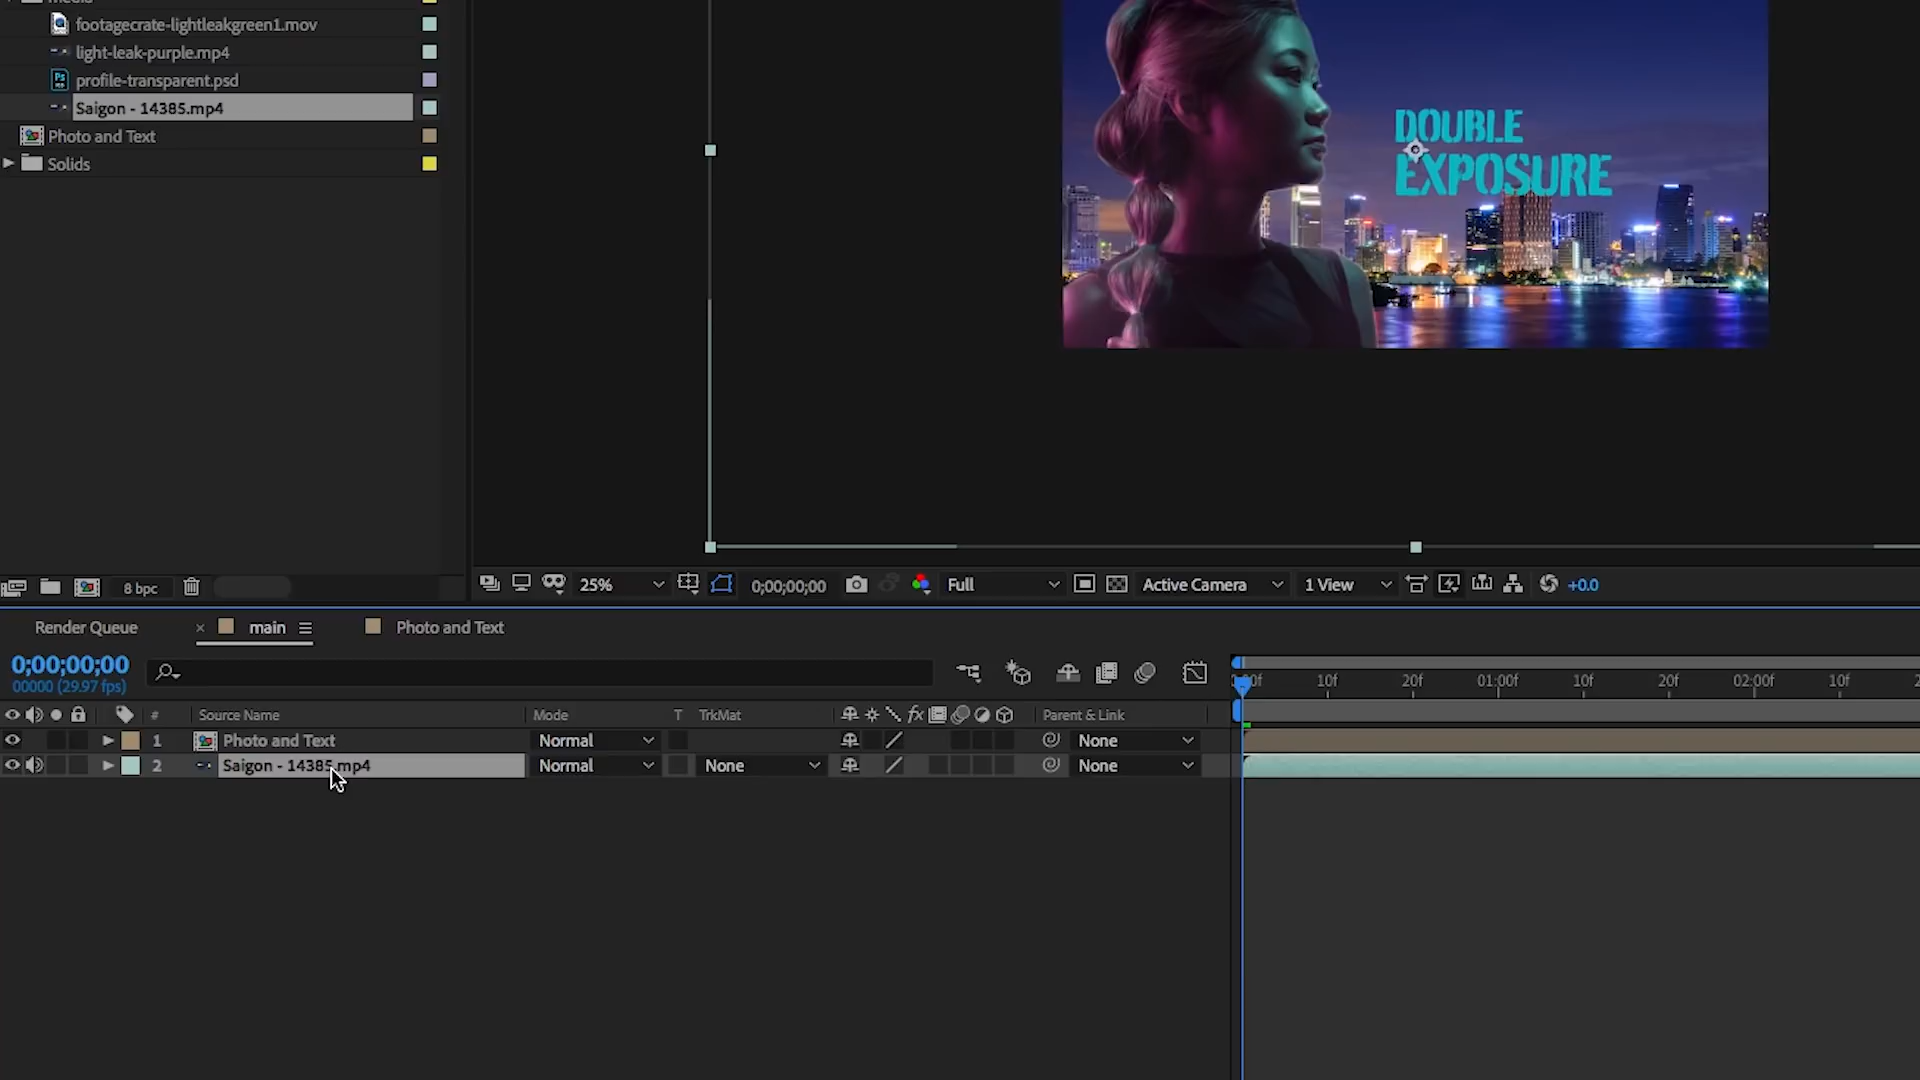 media
footagecrate-lightleakgreen1.mov
light-leak-purple.mp4
Ps
profile-transparent.psd
Saigon - 14385.mp4
Photo and Text
Solids
DOUBLE
EXPOSURE
8 bpc
25%
0;00;00;00
Full
Active Camera
1 View
+0.0
Render Queue
× main
Photo and Text
0;00;00;00
00000 (29.97 fps)
10f 20f 01:00f 10f 20f 02:00f 10f
# Source Name Mode T TrkMat fx Parent & Link
1 Photo and Text Normal None
2 Saigon - 14385.mp4 Normal None None